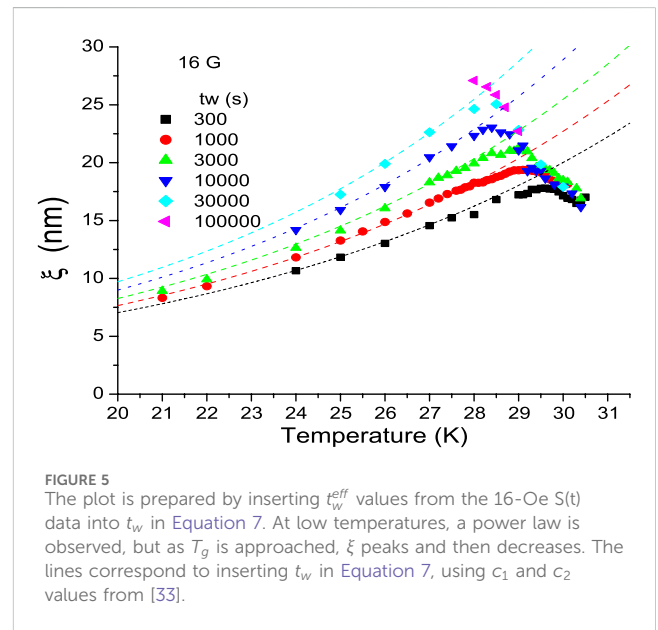 30
25
20
15
10
5
0
ξ (nm)
16 G
tw (s)
300
1000
3000
10000
30000
100000
20 21 22 23 24 25 26 27 28 29 30 31
Temperature (K)
FIGURE 5
The plot is prepared by inserting t_w^eff values from the 16-Oe S(t)
data into t_w in Equation 7. At low temperatures, a power law is
observed, but as T_g is approached, ξ peaks and then decreases. The
lines correspond to inserting t_w in Equation 7, using c_1 and c_2
values from [33].